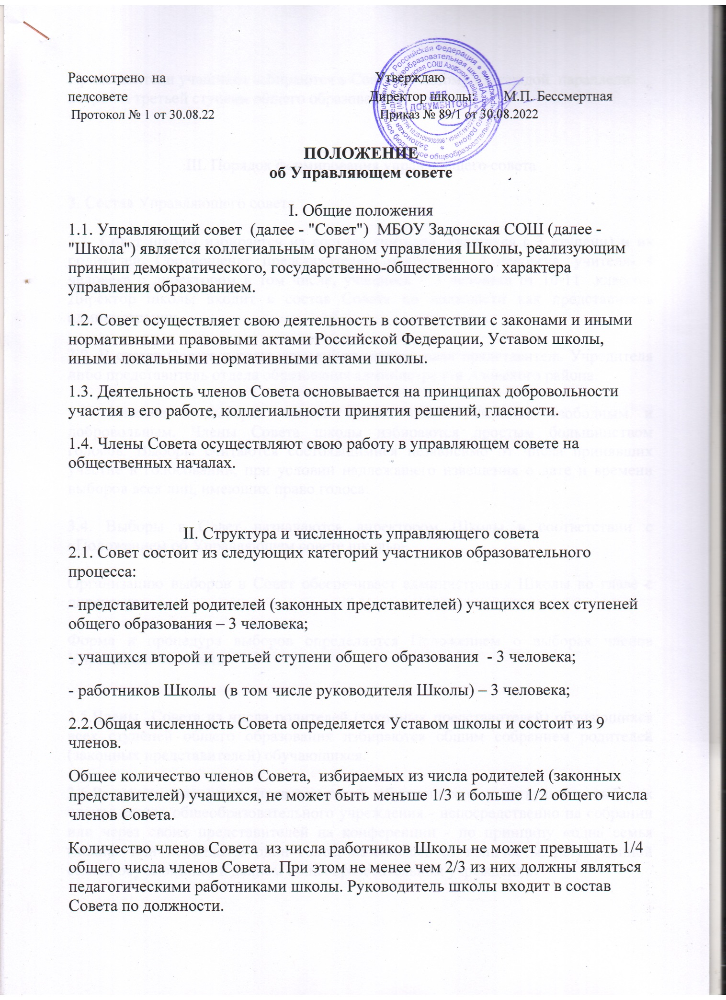 Рассмотрено на Утверждаю
педсовете Директор школы: М.П. Бессмертная
Протокол № 1 от 30.08.22 Приказ № 89/1 от 30.08.2022
ДЛЯ
ДОКУМЕНТОВ
ПОЛОЖЕНИЕ
об Управляющем совете
I. Общие положения
1.1. Управляющий совет (далее - "Совет") МБОУ Задонская СОШ (далее -
"Школа") является коллегиальным органом управления Школы, реализующим
принцип демократического, государственно-общественного характера
управления образованием.
1.2. Совет осуществляет свою деятельность в соответствии с законами и иными
нормативными правовыми актами Российской Федерации, Уставом школы,
иными локальными нормативными актами школы.
1.3. Деятельность членов Совета основывается на принципах добровольности
участия в его работе, коллегиальности принятия решений, гласности.
1.4. Члены Совета осуществляют свою работу в управляющем совете на
общественных началах.
II. Структура и численность управляющего совета
2.1. Совет состоит из следующих категорий участников образовательного
процесса:
- представителей родителей (законных представителей) учащихся всех ступеней
общего образования – 3 человека;
- учащихся второй и третьей ступени общего образования - 3 человека;
- работников Школы (в том числе руководителя Школы) – 3 человека;
2.2.Общая численность Совета определяется Уставом школы и состоит из 9
членов.
Общее количество членов Совета, избираемых из числа родителей (законных
представителей) учащихся, не может быть меньше 1/3 и больше 1/2 общего числа
членов Совета.
Количество членов Совета из числа работников Школы не может превышать 1/4
общего числа членов Совета. При этом не менее чем 2/3 из них должны являться
педагогическими работниками школы. Руководитель школы входит в состав
Совета по должности.